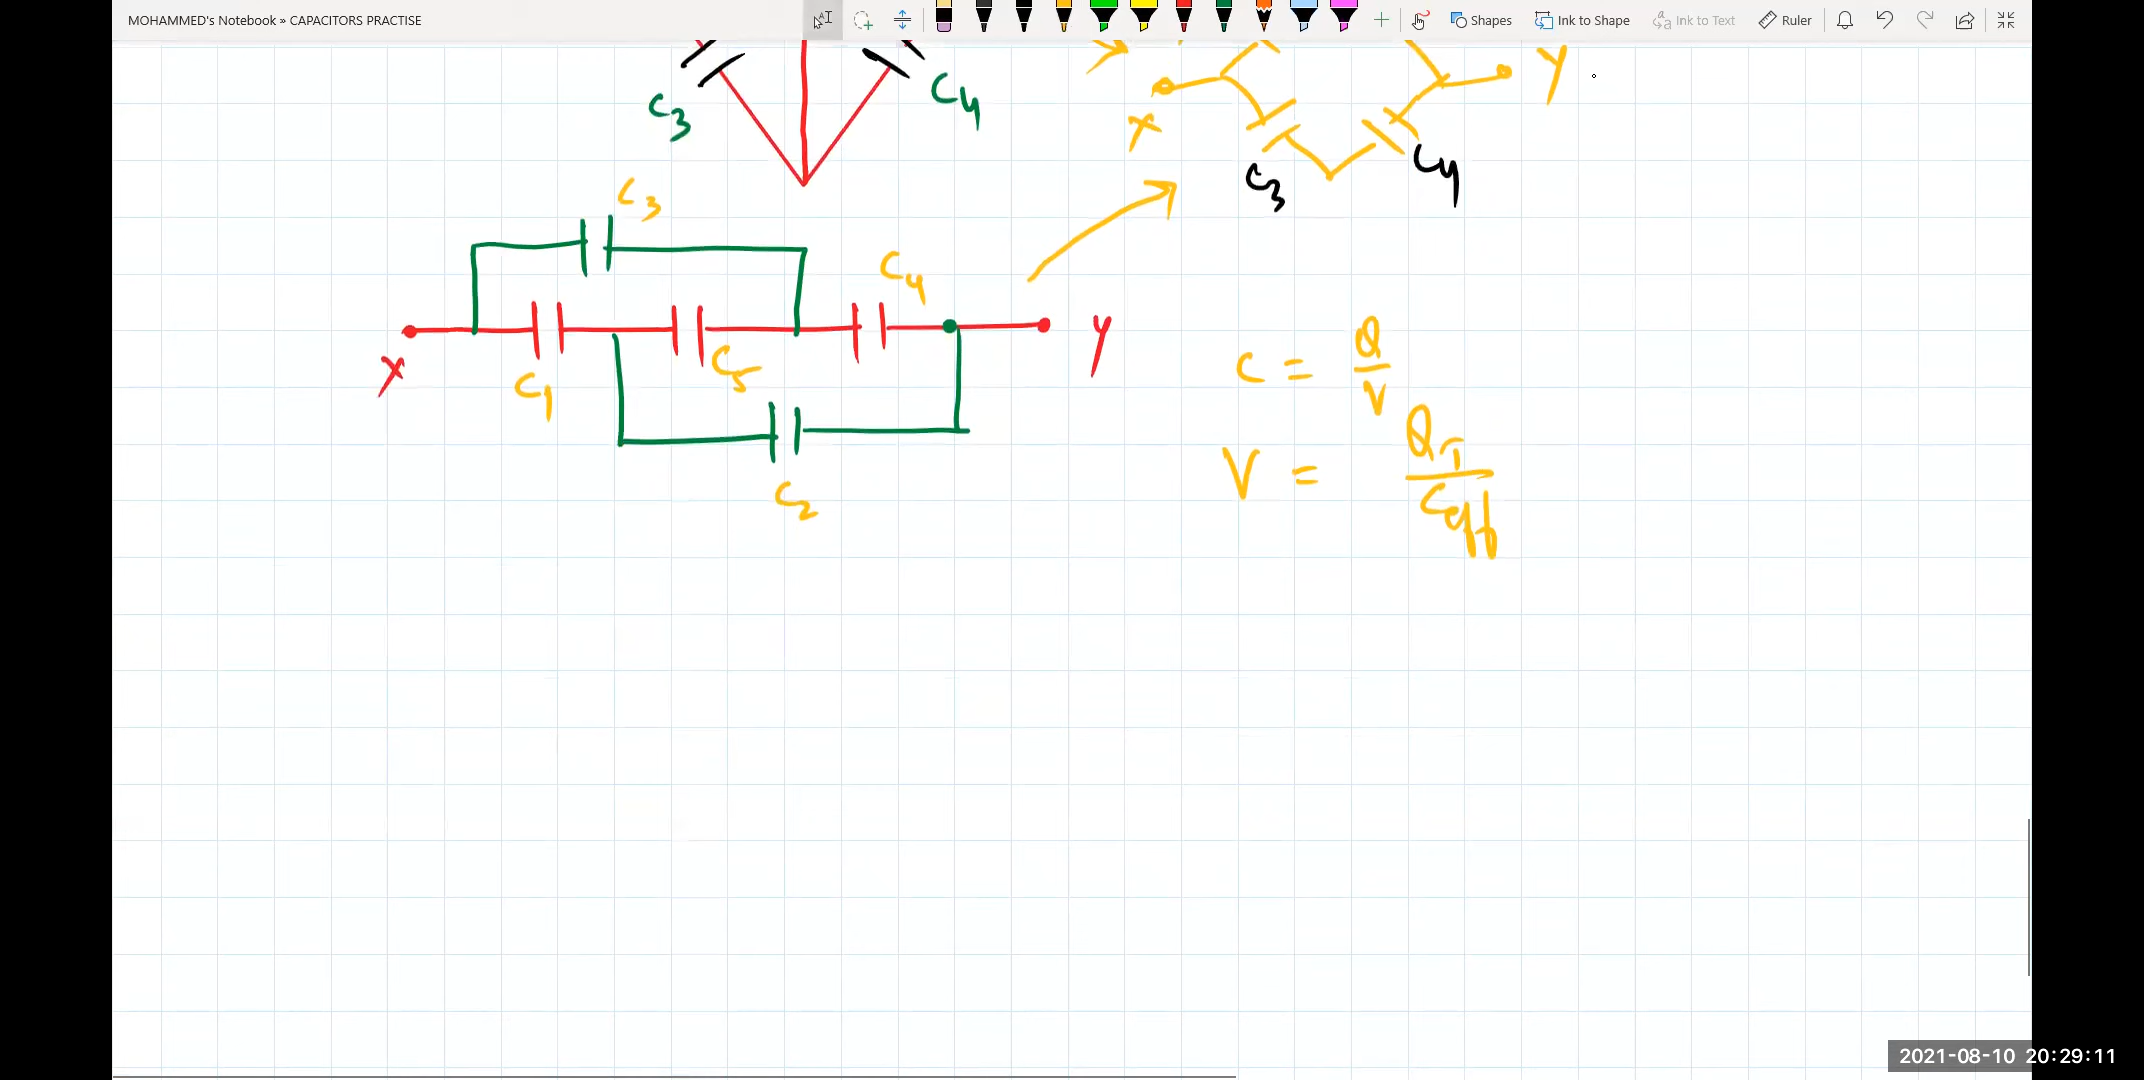 MOHAMMED's Notebook » CAPACITORS PRACTISE
Shapes
Ink to Shape
Ink to Text
Ruler
C3
C4
x
y
C3
C4
C3
C4
x
C1
C5
y
C2
C = Q/V
V = QT/Ceff
2021-08-10 20:29:11